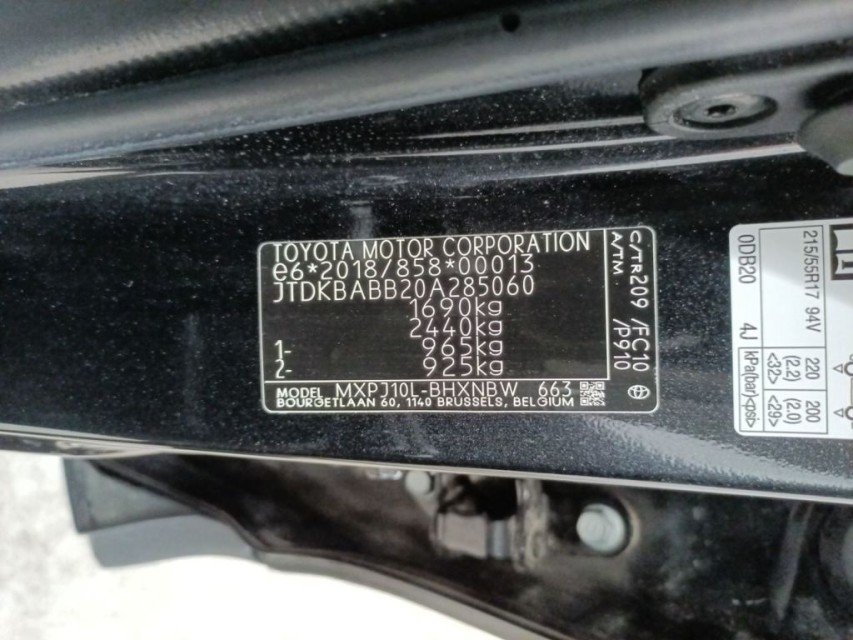 TOYOTA MOTOR CORPORATION
e6*2018/858*00013
JTDKBABB20A285060
1690kg
2440kg
1- 965kg
2- 925kg
C/TR209 /FC10
A/TM /P910
MODEL MXPJ10L-BHXNBW 663
BOURGETLAAN 60, 1140 BRUSSELS, BELGIUM
215/55R17 94V
0DB20 4J
220 200
(2.2) (2.0)
<32> <29>
kPa(bar)<psi>